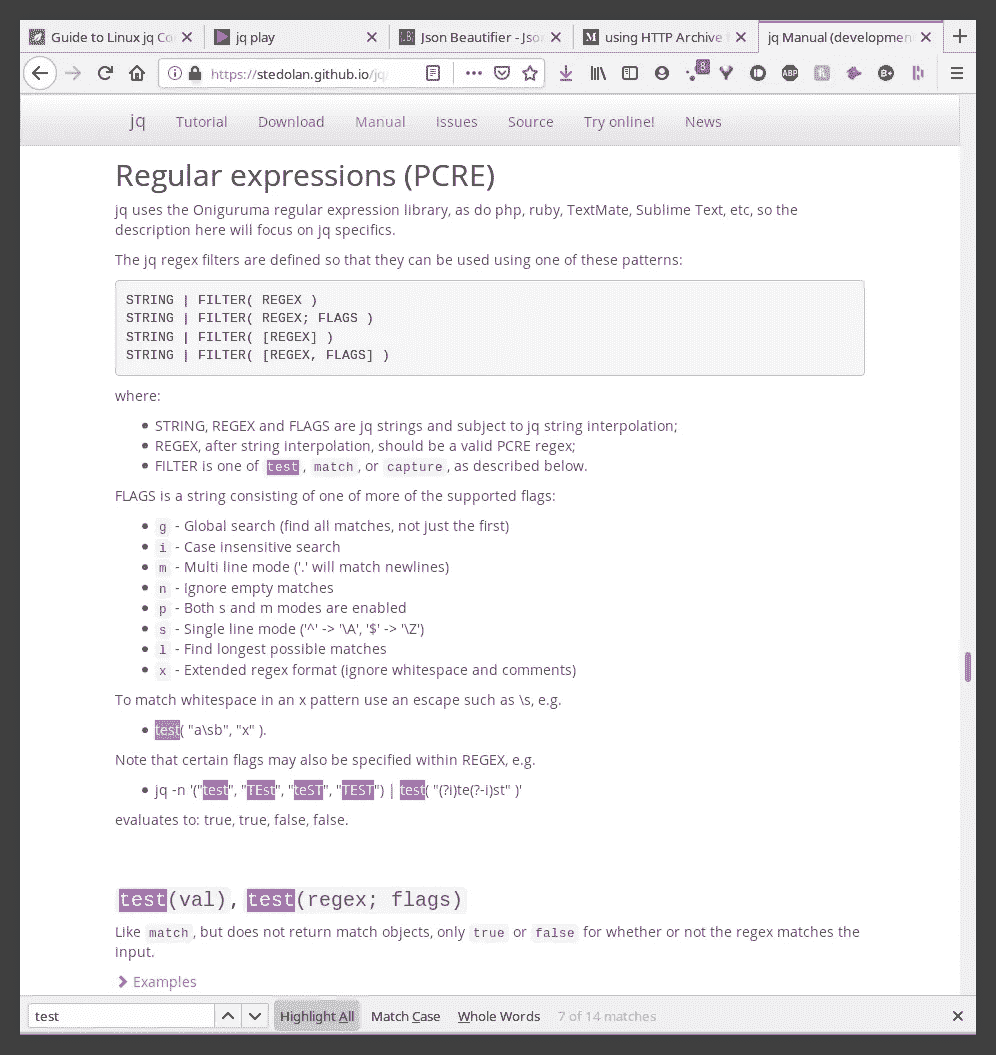 Guide to Linux jq Co
jq play
Json Beautifier - Jso
using HTTP Archive
jq Manual (developmen
https://stedolan.github.io/jq/
8
ABP
B+
jq Tutorial Download Manual Issues Source Try online! News
Regular expressions (PCRE)
jq uses the Oniguruma regular expression library, as do php, ruby, TextMate, Sublime Text, etc, so the
description here will focus on jq specifics.
The jq regex filters are defined so that they can be used using one of these patterns:
STRING | FILTER( REGEX )
STRING | FILTER( REGEX; FLAGS )
STRING | FILTER( [REGEX] )
STRING | FILTER( [REGEX, FLAGS] )
where:
• STRING, REGEX and FLAGS are jq strings and subject to jq string interpolation;
• REGEX, after string interpolation, should be a valid PCRE regex;
• FILTER is one of test, match, or capture, as described below.
FLAGS is a string consisting of one of more of the supported flags:
• g - Global search (find all matches, not just the first)
• i - Case insensitive search
• m - Multi line mode ('.' will match newlines)
• n - Ignore empty matches
• p - Both s and m modes are enabled
• s - Single line mode ('^' -> '\A', '$' -> '\Z')
• l - Find longest possible matches
• x - Extended regex format (ignore whitespace and comments)
To match whitespace in an x pattern use an escape such as \s, e.g.
• test( "a\sb", "x" ).
Note that certain flags may also be specified within REGEX, e.g.
• jq -n '("test", "TEst", "teST", "TEST") | test( "(?i)te(?-i)st" )'
evaluates to: true, true, false, false.
test(val), test(regex; flags)
Like match, but does not return match objects, only true or false for whether or not the regex matches the
input.
Examples
test Highlight All Match Case Whole Words 7 of 14 matches